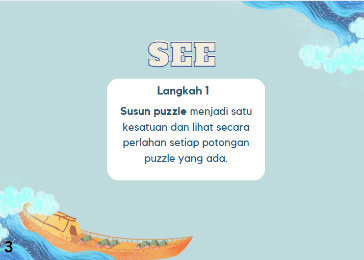 SEE
Langkah 1
Susun puzzle menjadi satu
kesatuan dan lihat secara
perlahan setiap potongan
puzzle yang ada.
3